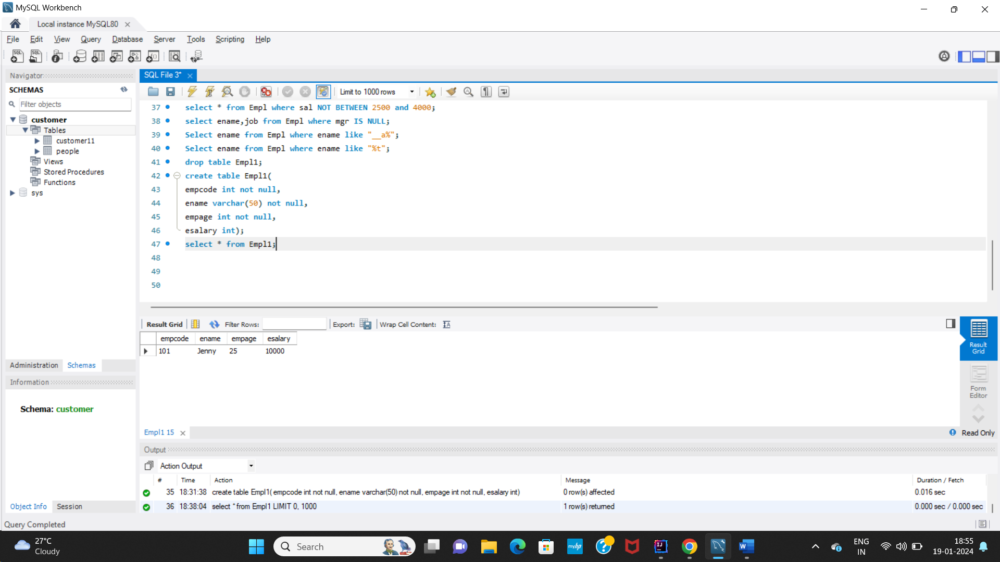 MySQL Workbench
Local instance MySQL80
File Edit View Query Database Server Tools Scripting Help
Navigator
SCHEMAS
Filter objects
customer
Tables
customer11
people
Views
Stored Procedures
Functions
sys
Administration Schemas
Information
Schema: customer
Object Info Session
SQL File 3*
Limit to 1000 rows
37 select * from Empl where sal NOT BETWEEN 2500 and 4000;
38 select ename,job from Empl where mgr IS NULL;
39 Select ename from Empl where ename like "__a%";
40 Select ename from Empl where ename like "%t";
41 drop table Empl1;
42 create table Empl1(
43 empcode int not null,
44 ename varchar(50) not null,
45 empage int not null,
46 esalary int);
47 select * from Empl1;
48
49
50
Result Grid Filter Rows: Export: Wrap Cell Content:
empcode ename empage esalary
101 Jenny 25 10000
Result Grid
Form Editor
Empl1 15
Read Only
Output
Action Output
# Time Action Message Duration / Fetch
35 18:31:38 create table Empl1( empcode int not null, ename varchar(50) not null, empage int not null, esalary int) 0 row(s) affected 0.016 sec
36 18:38:04 select * from Empl1 LIMIT 0, 1000 1 row(s) returned 0.000 sec / 0.000 sec
Query Completed
27°C
Cloudy
Search
myhp
IJ
W
ENG
IN
18:55
19-01-2024